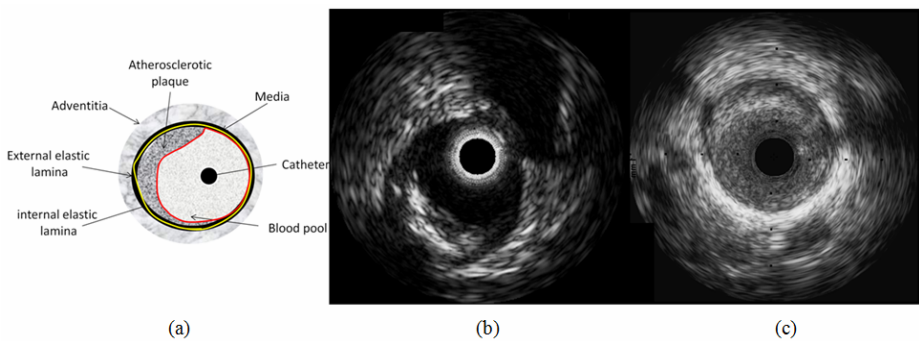 Atherosclerotic
plaque
Adventitia
Media
External elastic
lamina
Catheter
internal elastic
lamina
Blood pool
(a)
(b)
(c)